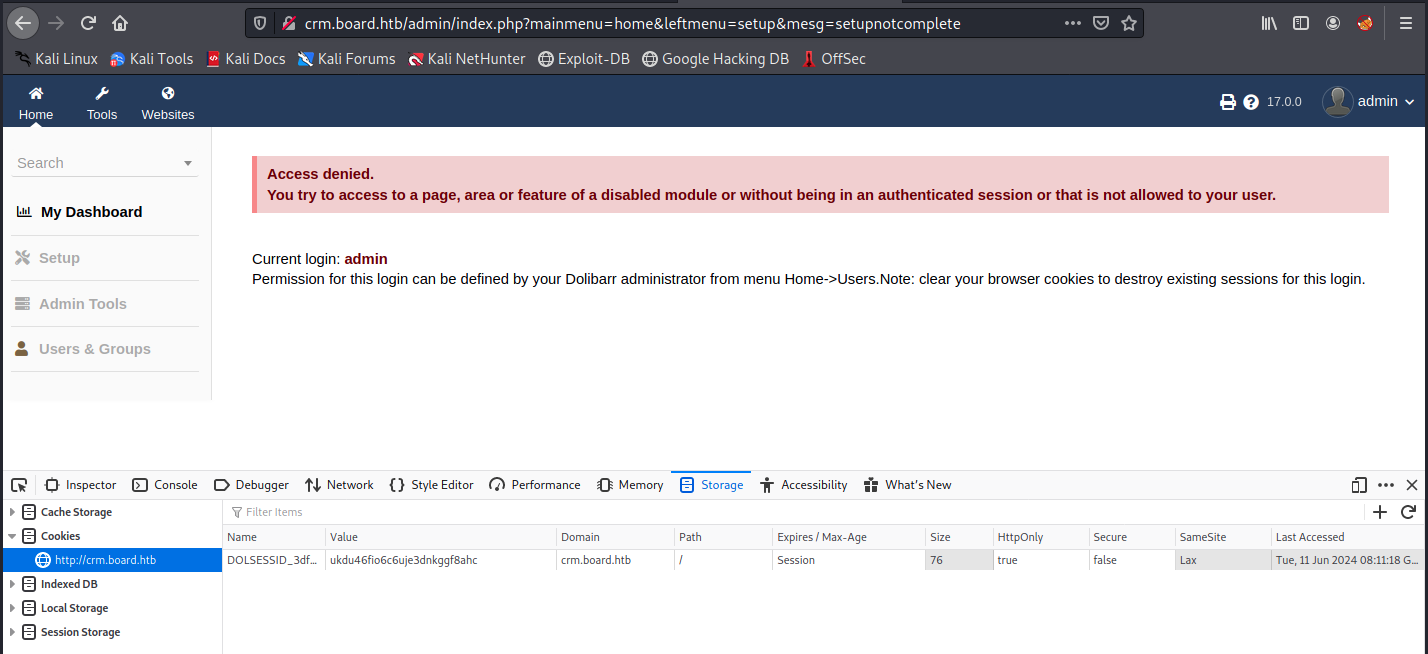 crm.board.htb/admin/index.php?mainmenu=home&leftmenu=setup&mesg=setupnotcomplete
Kali Linux Kali Tools Kali Docs Kali Forums Kali NetHunter Exploit-DB Google Hacking DB OffSec
Home Tools Websites 17.0.0 admin
Search
Access denied.
You try to access to a page, area or feature of a disabled module or without being in an authenticated session or that is not allowed to your user.
My Dashboard
Setup
Admin Tools
Users & Groups
Current login: admin
Permission for this login can be defined by your Dolibarr administrator from menu Home->Users.Note: clear your browser cookies to destroy existing sessions for this login.
Inspector Console Debugger Network Style Editor Performance Memory Storage Accessibility What's New
Cache Storage
Cookies
http://crm.board.htb
Indexed DB
Local Storage
Session Storage
Filter Items
Name Value Domain Path Expires / Max-Age Size HttpOnly Secure SameSite Last Accessed
DOLSESSID_3df... ukdu46fio6c6uje3dnkggf8ahc crm.board.htb / Session 76 true false Lax Tue, 11 Jun 2024 08:11:18 G...